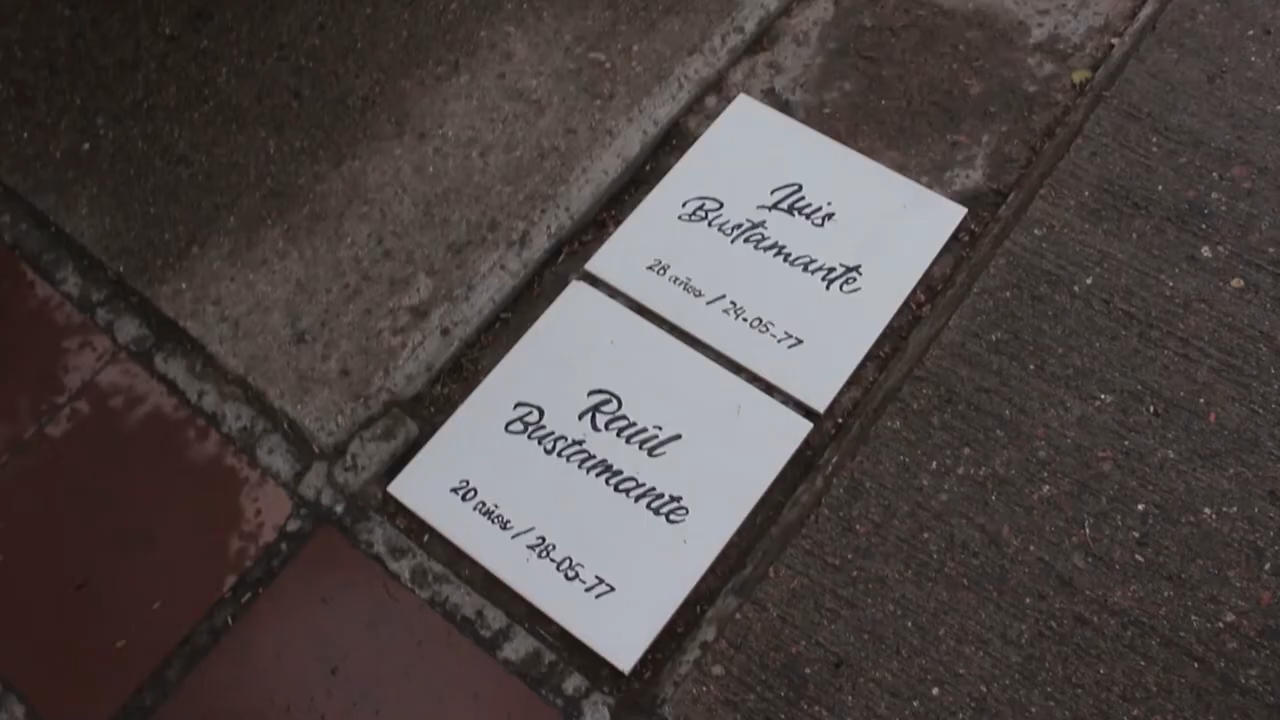 Luis
Bustamante
28 años / 24-05-77
Raúl
Bustamante
20 años / 28-05-77